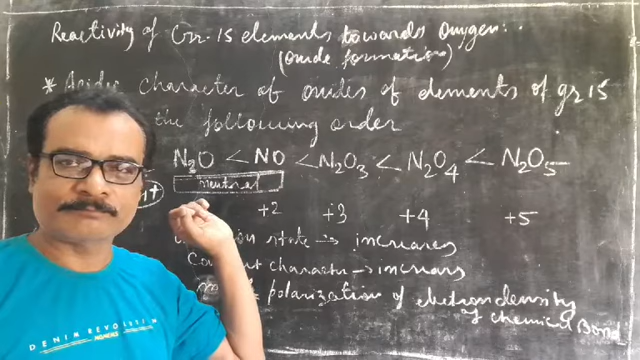 Reactivity of Gr.15 elements towards Oxygen:
(oxide formation)
* Acidic character of oxides of elements of gr 15
the following order
N₂O < NO < N₂O₃ < N₂O₄ < N₂O₅
neutral
+2 +3 +4 +5
state → increases
character → increases
polarization of electron density
of chemical Bond
DENIM REVOLUTION